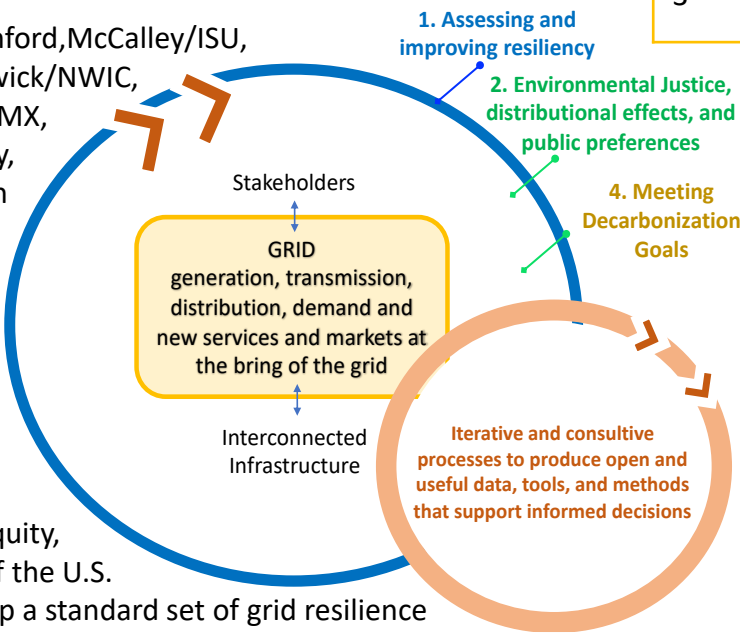 1. Assessing and
improving resiliency
ford,McCalley/ISU,
wick/NWIC,
MX,
2. Environmental Justice,
distributional effects, and
public preferences
Stakeholders
4. Meeting
Decarbonization
Goals
GRID
generation, transmission,
distribution, demand and
new services and markets at
the bring of the grid
Interconnected
Infrastructure
Iterative and consultive
processes to produce open and
useful data, tools, and methods
that support informed decisions
quity,
f the U.S.
p a standard set of grid resilience